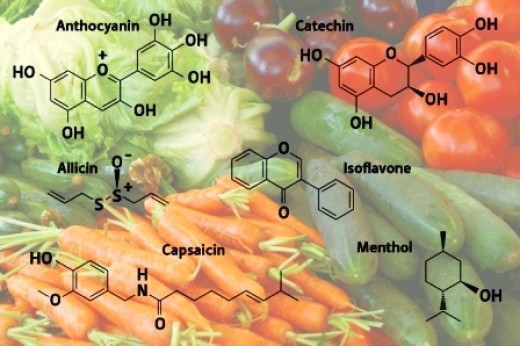 Anthocyanin
OH
OH
HO
O
+
OH
OH
OH
Catechin
OH
HO
O
OH
OH
OH
Allicin
O
−
S
S
+
Isoflavone
O
O
Capsaicin
HO
O
H
N
O
Menthol
OH